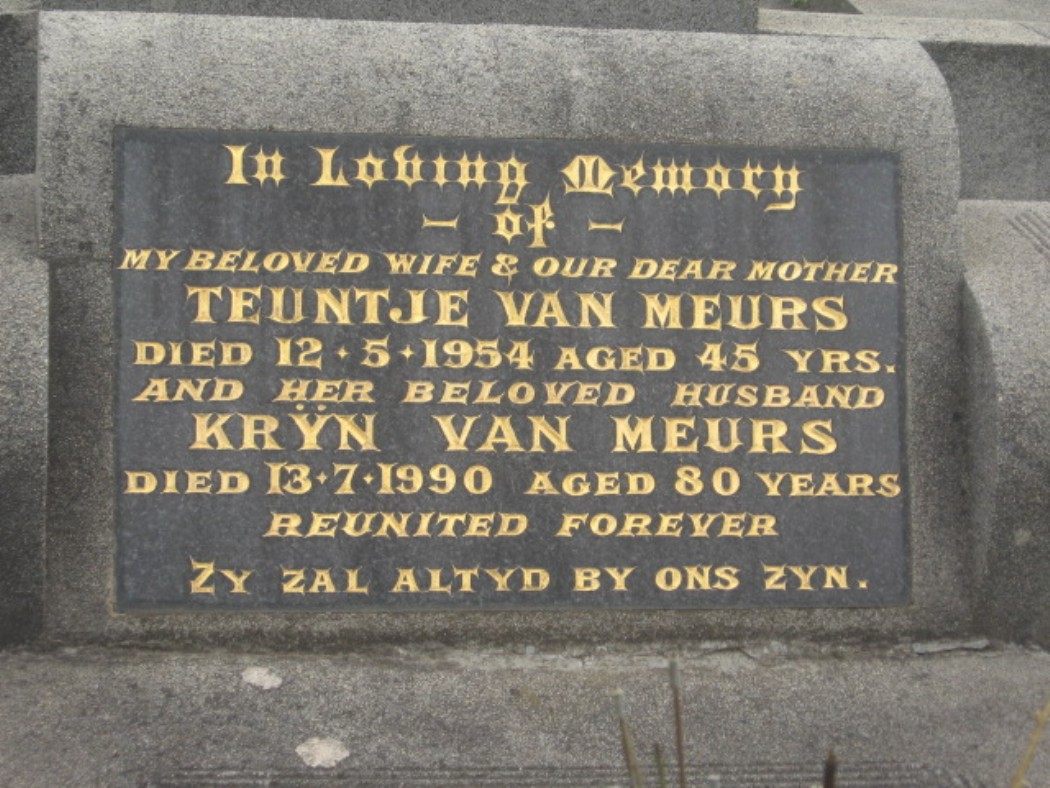 In Loving Memory
- of -
MY BELOVED WIFE & OUR DEAR MOTHER
TEUNTJE VAN MEURS
DIED 12·5·1954 AGED 45 YRS.
AND HER BELOVED HUSBAND
KRŸN VAN MEURS
DIED 13·7·1990 AGED 80 YEARS
REUNITED FOREVER
ZY ZAL ALTYD BY ONS ZYN.